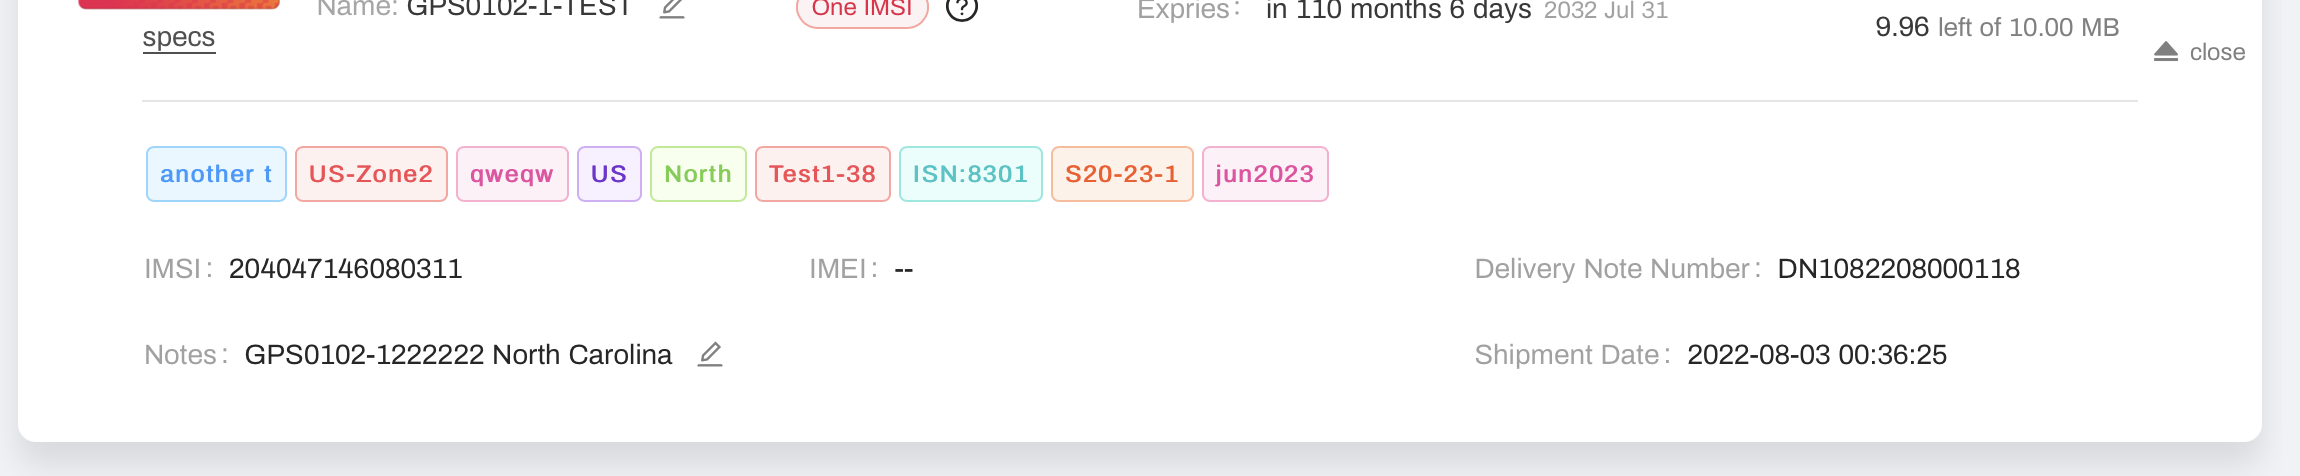 Name: GPS0102-1-TEST One IMSI ? Expries: in 110 months 6 days 2032 Jul 31
specs 9.96 left of 10.00 MB
close
another t US-Zone2 qweqw US North Test1-38 ISN:8301 S20-23-1 jun2023
IMSI: 204047146080311 IMEI: -- Delivery Note Number: DN1082208000118
Notes: GPS0102-1222222 North Carolina Shipment Date: 2022-08-03 00:36:25